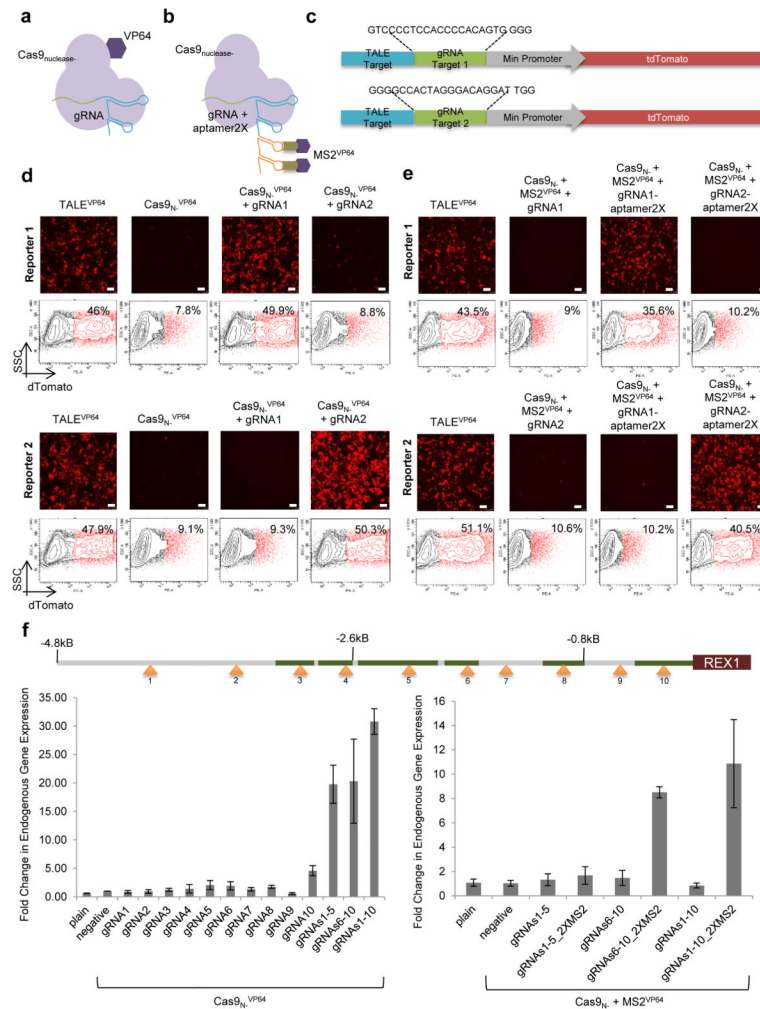 a
VP64
Cas9nuclease-
gRNA
b
Cas9nuclease-
gRNA +
aptamer2X
MS2VP64
c
GTCCCCTCCACCCCACAGTG GGG
TALE
Target
gRNA
Target 1
Min Promoter
tdTomato
GGGGCCACTAGGGACAGGAT TGG
TALE
Target
gRNA
Target 2
Min Promoter
tdTomato
d
TALEVP64
Cas9N-VP64
Cas9N-VP64
+ gRNA1
Cas9N-VP64
+ gRNA2
Reporter 1
46%
7.8%
49.9%
8.8%
SSC
dTomato
TALEVP64
Cas9N-VP64
Cas9N-VP64
+ gRNA1
Cas9N-VP64
+ gRNA2
Reporter 2
47.9%
9.1%
9.3%
50.3%
SSC
dTomato
e
TALEVP64
Cas9N- +
MS2VP64 +
gRNA1
Cas9N- +
MS2VP64 +
gRNA1-
aptamer2X
Cas9N- +
MS2VP64 +
gRNA2-
aptamer2X
Reporter 1
43.5%
9%
35.6%
10.2%
TALEVP64
Cas9N- +
MS2VP64 +
gRNA2
Cas9N- +
MS2VP64 +
gRNA1-
aptamer2X
Cas9N- +
MS2VP64 +
gRNA2-
aptamer2X
Reporter 2
51.1%
10.6%
10.2%
40.5%
f
-4.8kB
-2.6kB
-0.8kB
REX1
1 2 3 4 5 6 7 8 9 10
Fold Change in Endogenous Gene Expression
35.00
30.00
25.00
20.00
15.00
10.00
5.00
0.00
plain
negative
gRNA1
gRNA2
gRNA3
gRNA4
gRNA5
gRNA6
gRNA7
gRNA8
gRNA9
gRNA10
gRNAs1-5
gRNAs6-10
gRNAs1-10
Cas9N-VP64
Fold Change in Endogenous Gene Expression
16
14
12
10
8
6
4
2
0
plain
negative
gRNAs1-5
gRNAs1-5_2XMS2
gRNAs6-10
gRNAs6-10_2XMS2
gRNAs1-10
gRNAs1-10_2XMS2
Cas9N- + MS2VP64